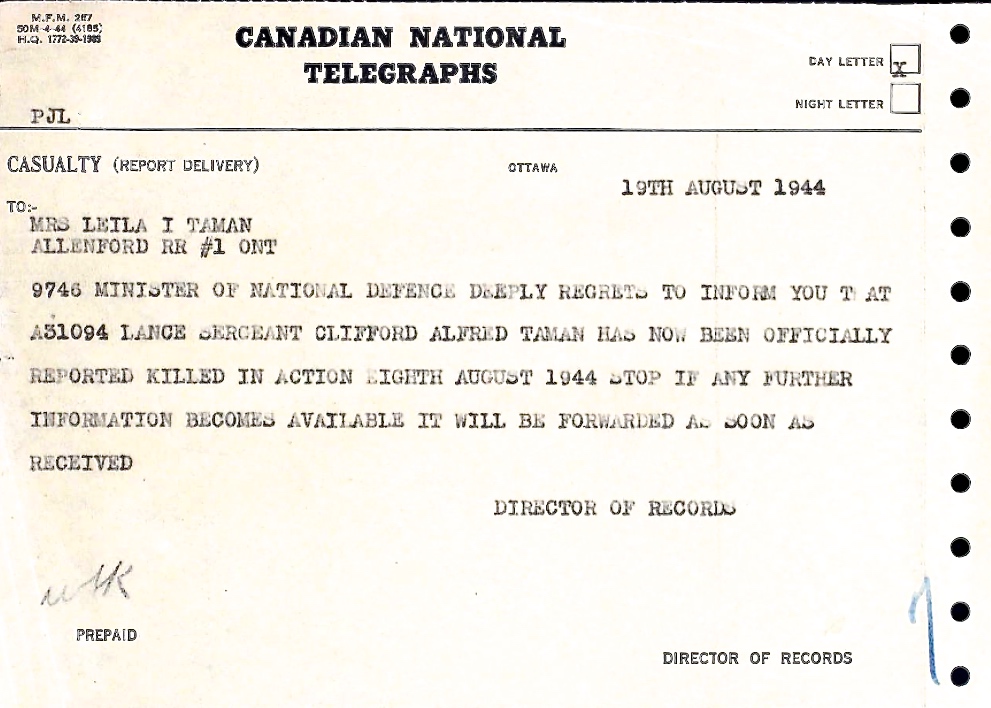 M.F.M. 287
50M-4-44 (4185)
H.Q. 1772-39-1983
CANADIAN NATIONAL
TELEGRAPHS
DAY LETTER X
NIGHT LETTER
PJL
CASUALTY (REPORT DELIVERY)
OTTAWA
19TH AUGUST 1944
TO:-
MRS LEILA I TAMAN
ALLENFORD RR #1 ONT
9746 MINISTER OF NATIONAL DEFENCE DEEPLY REGRETS TO INFORM YOU T AT
A31094 LANCE SERGEANT CLIFFORD ALFRED TAMAN HAS NOW BEEN OFFICIALLY
REPORTED KILLED IN ACTION EIGHTH AUGUST 1944 STOP IF ANY FURTHER
INFORMATION BECOMES AVAILABLE IT WILL BE FORWARDED AS SOON AS
RECEIVED
DIRECTOR OF RECORDS
PREPAID
DIRECTOR OF RECORDS